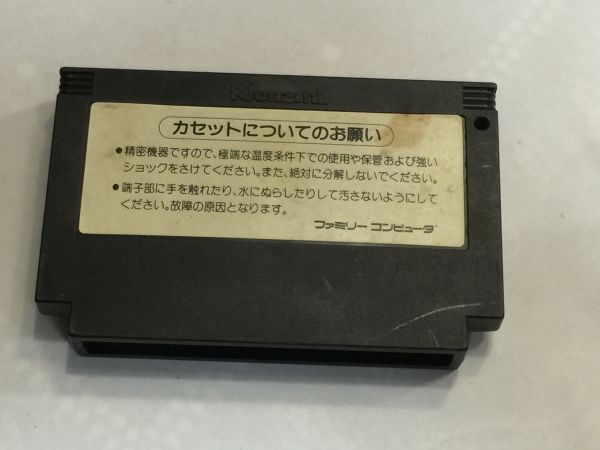 Konami
カセットについてのお願い
●精密機器ですので、極端な温度条件下での使用や保管および強い
ショックをさけてください。また、絶対に分解しないでください。
●端子部に手を触れたり、水にぬらしたりして汚さないようにして
ください。故障の原因となります。
ファミリーコンピュータ